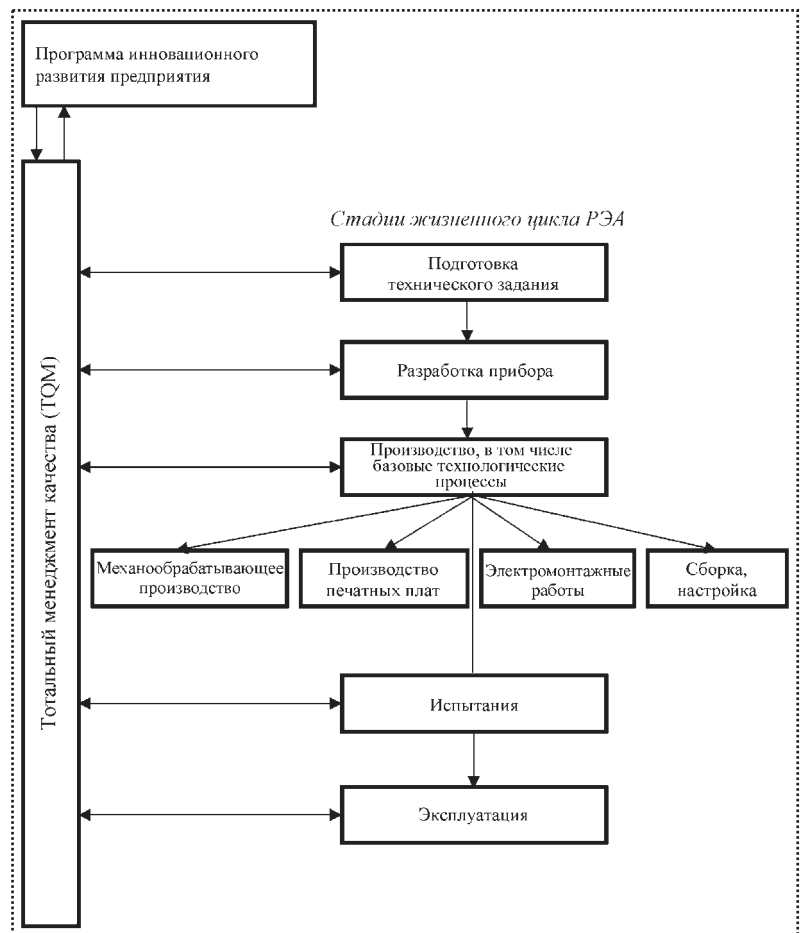 Программа инновационного
развития предприятия
Тотальный менеджмент качества (TQM)
Стадии жизненного цикла РЭА
Подготовка
технического задания
Разработка прибора
Производство, в том числе
базовые технологические
процессы
Механообрабатывающее
производство
Производство
печатных плат
Электромонтажные
работы
Сборка,
настройка
Испытания
Эксплуатация